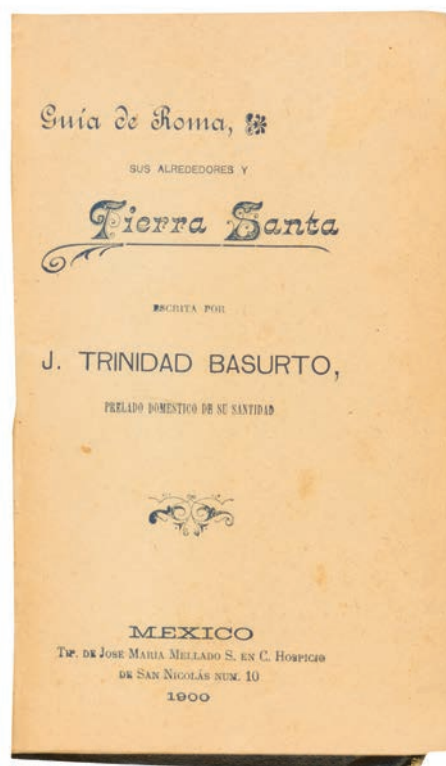 Guía de Roma,
SUS ALREDEDORES Y
Tierra Santa
ESCRITA POR
J. TRINIDAD BASURTO,
PRELADO DOMESTICO DE SU SANTIDAD
MEXICO
TIP. DE JOSE MARIA MELLADO S. EN C. HOSPICIO
DE SAN NICOLÁS NUM. 10
1900